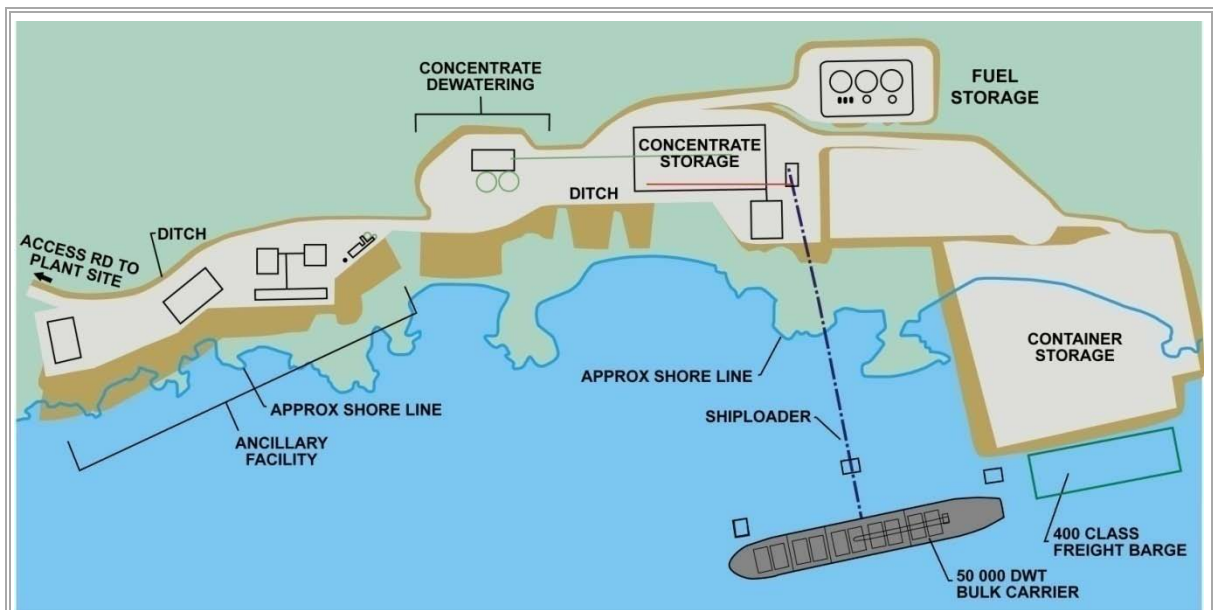 CONCENTRATE
DEWATERING
FUEL
STORAGE
CONCENTRATE
STORAGE
DITCH
DITCH
ACCESS RD TO
PLANT SITE
CONTAINER
STORAGE
APPROX SHORE LINE
APPROX SHORE LINE
SHIPLOADER
ANCILLARY
FACILITY
400 CLASS
FREIGHT BARGE
50 000 DWT
BULK CARRIER